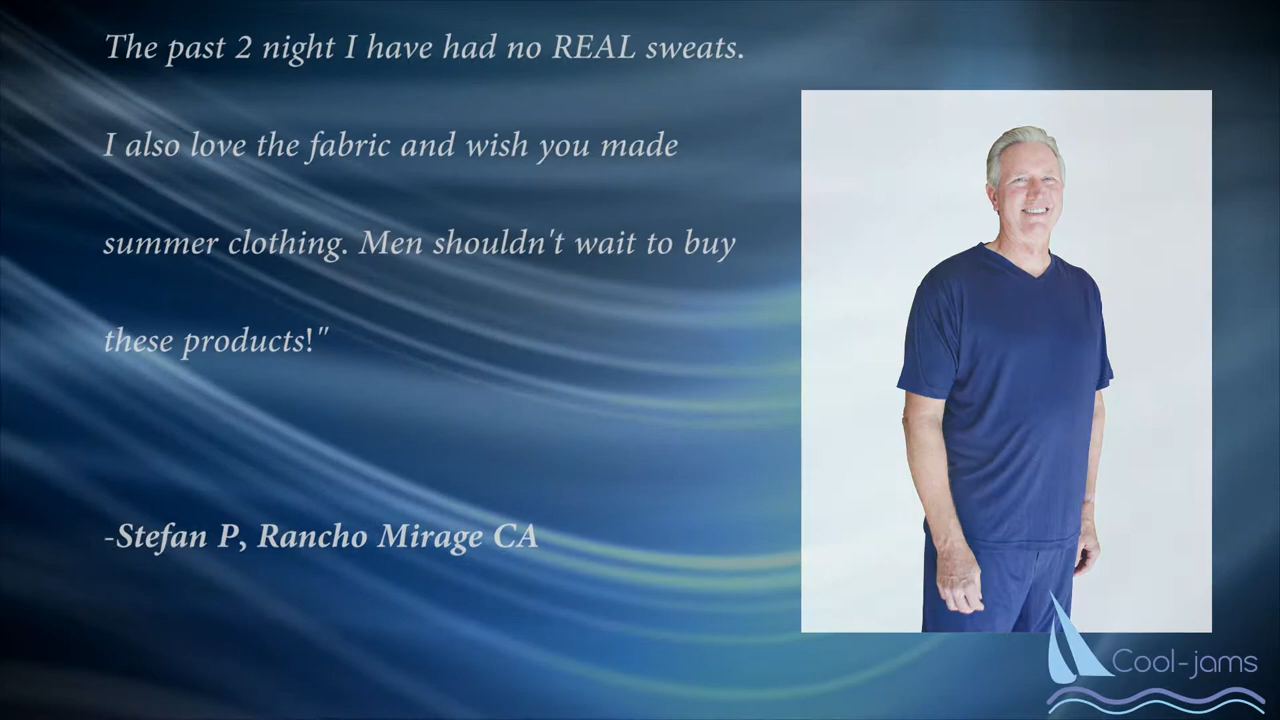 The past 2 night I have had no REAL sweats.
I also love the fabric and wish you made
summer clothing. Men shouldn't wait to buy
these products!"
-Stefan P, Rancho Mirage CA
Cool-jams